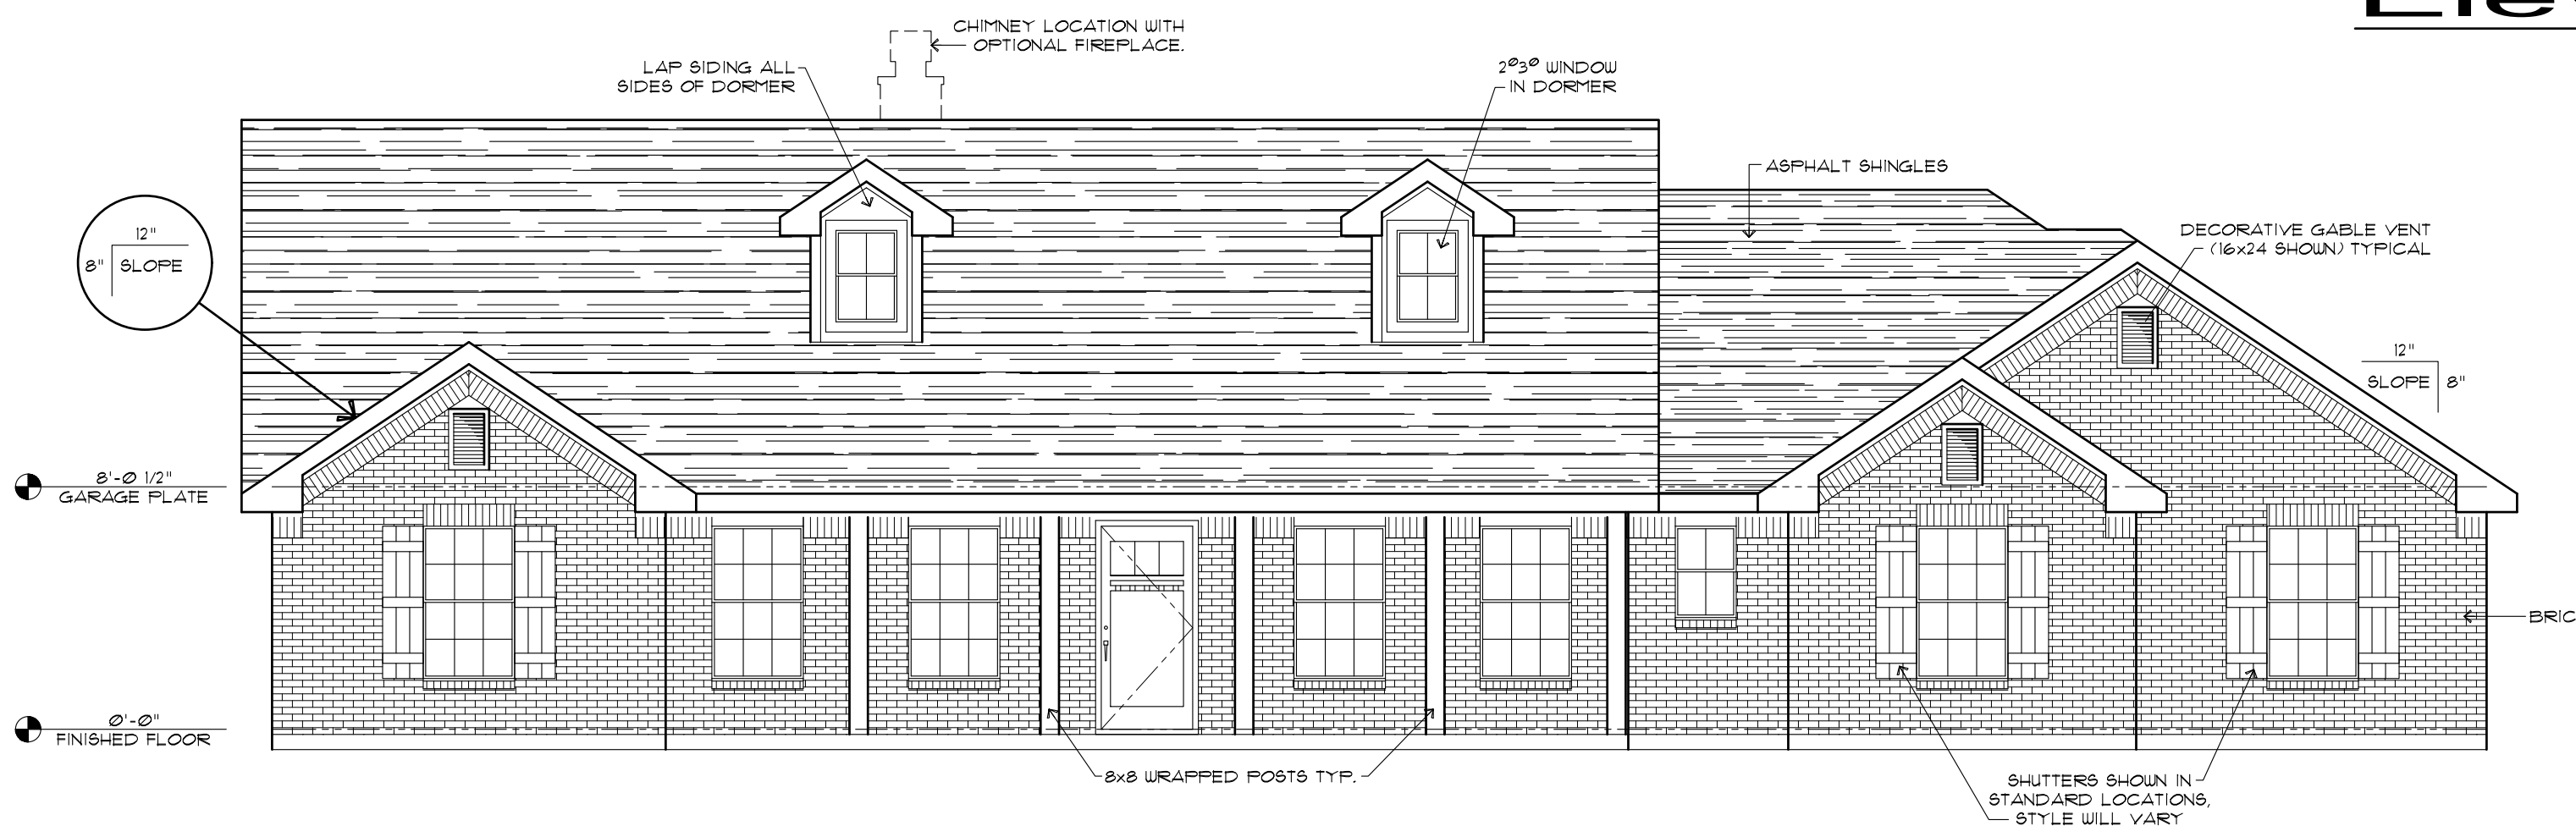 CHIMNEY LOCATION WITH
OPTIONAL FIREPLACE.
LAP SIDING ALL
SIDES OF DORMER
2⁰3⁰ WINDOW
IN DORMER
ASPHALT SHINGLES
12"
8" SLOPE
DECORATIVE GABLE VENT
(16x24 SHOWN) TYPICAL
12"
SLOPE 8"
8'-0 1/2"
GARAGE PLATE
BRIC
0'-0"
FINISHED FLOOR
8x8 WRAPPED POSTS TYP.
SHUTTERS SHOWN IN
STANDARD LOCATIONS,
STYLE WILL VARY